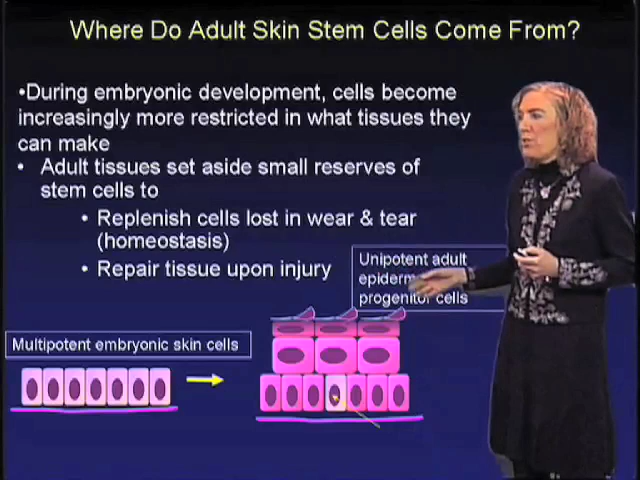 Where Do Adult Skin Stem Cells Come From?
•During embryonic development, cells become
increasingly more restricted in what tissues they
can make
• Adult tissues set aside small reserves of
stem cells to
• Replenish cells lost in wear & tear
(homeostasis)
• Repair tissue upon injury
Unipotent adult
progenitor cells
Multipotent embryonic skin cells